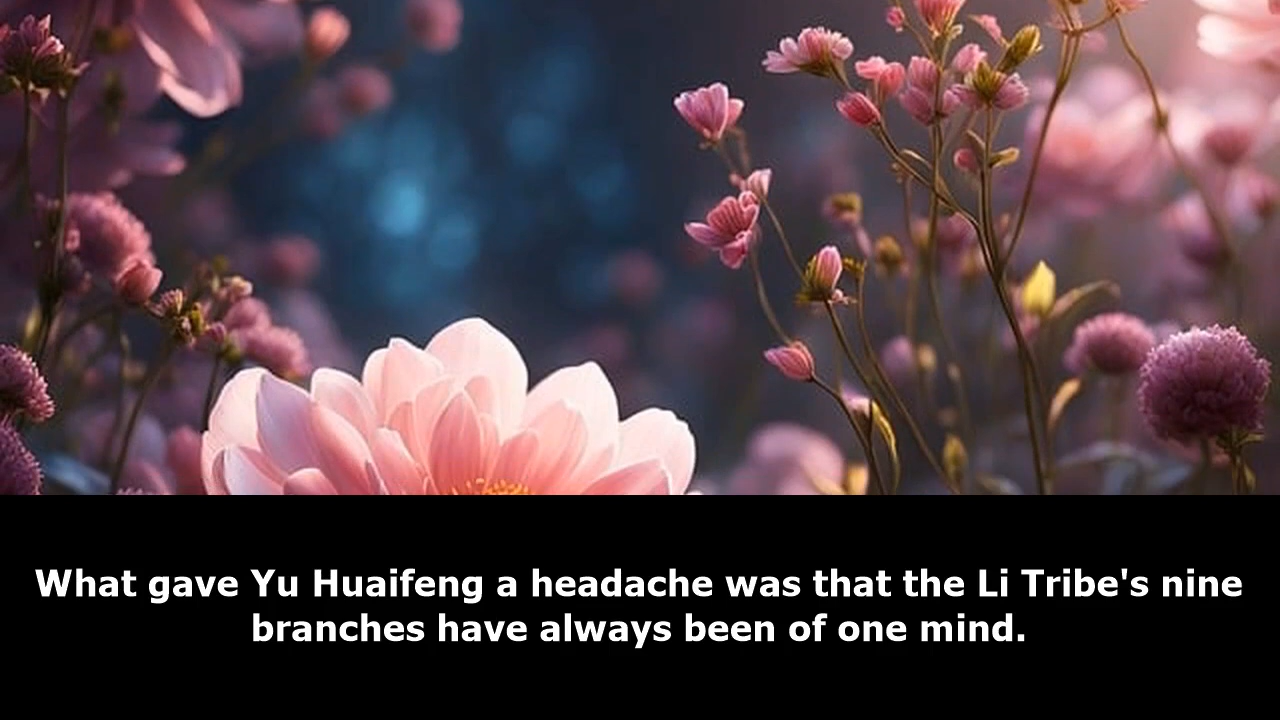 What gave Yu Huaifeng a headache was that the Li Tribe's nine
branches have always been of one mind.